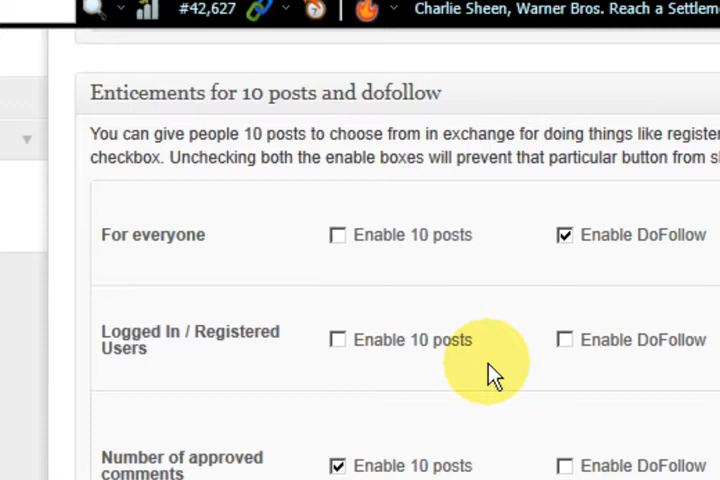 #42,627 Charlie Sheen, Warner Bros. Reach a Settleme
Enticements for 10 posts and dofollow
You can give people 10 posts to choose from in exchange for doing things like register
checkbox. Unchecking both the enable boxes will prevent that particular button from s
For everyone Enable 10 posts Enable DoFollow
Logged In / Registered
Users Enable 10 posts Enable DoFollow
Number of approved
comments Enable 10 posts Enable DoFollow